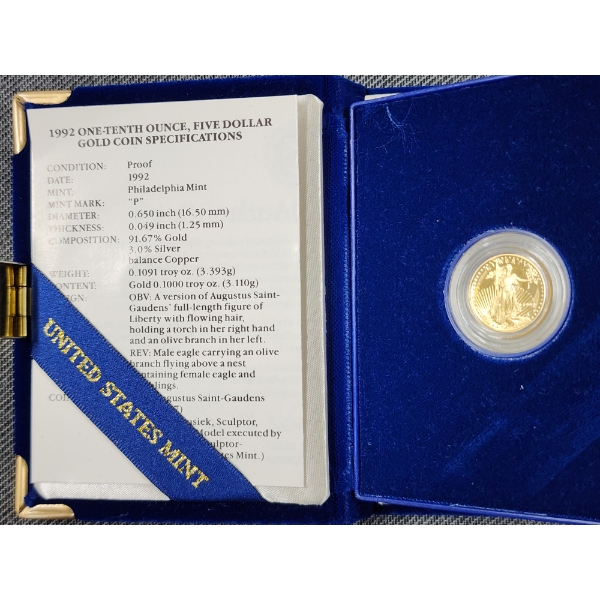 1992 ONE-TENTH OUNCE, FIVE DOLLAR
GOLD COIN SPECIFICATIONS
CONDITION: Proof
DATE: 1992
MINT: Philadelphia Mint
MINT MARK: "P"
DIAMETER: 0.650 inch (16.50 mm)
THICKNESS: 0.049 inch (1.25 mm)
COMPOSITION: 91.67% Gold
3.0% Silver
balance Copper
WEIGHT: 0.1091 troy oz. (3.393g)
CONTENT: Gold 0.1000 troy oz. (3.110g)
OBV: A version of Augustus Saint-
Gaudens' full-length figure of
Liberty with flowing hair,
holding a torch in her right hand
and an olive branch in her left.
REV: Male eagle carrying an olive
branch flying above a nest
female eagle and
Augustus Saint-Gaudens
Sculptor,
Model executed by
Mint.)
UNITED STATES MINT